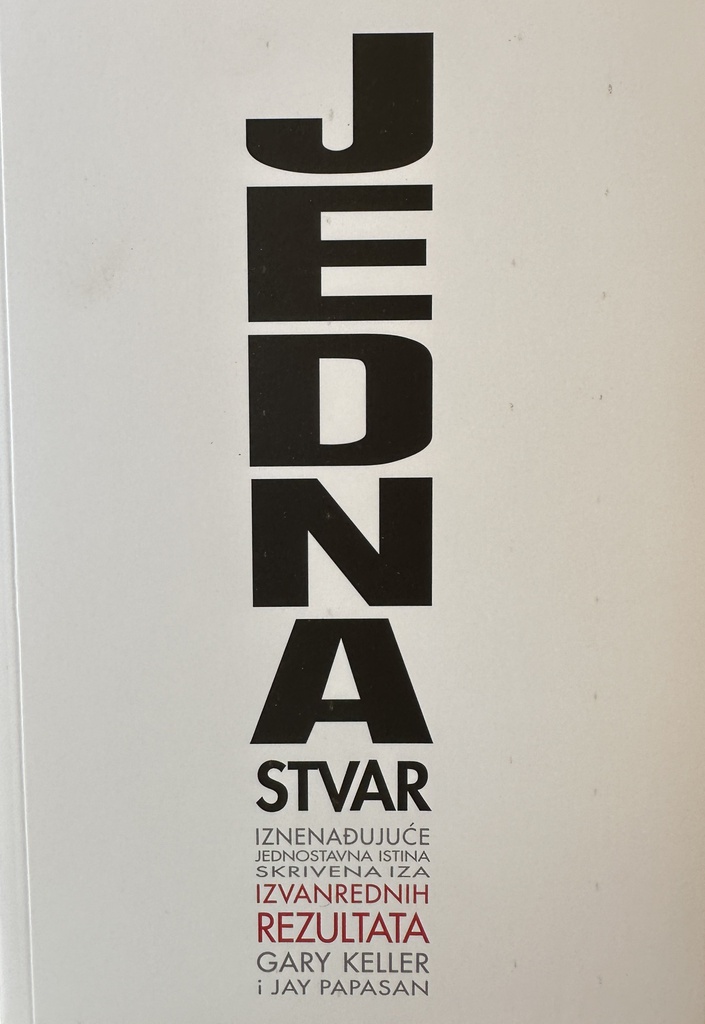 JEDNA
STVAR
IZNENAĐUJUĆE
JEDNOSTAVNA ISTINA
SKRIVENA IZA
IZVANREDNIH
REZULTATA
GARY KELLER
i JAY PAPASAN